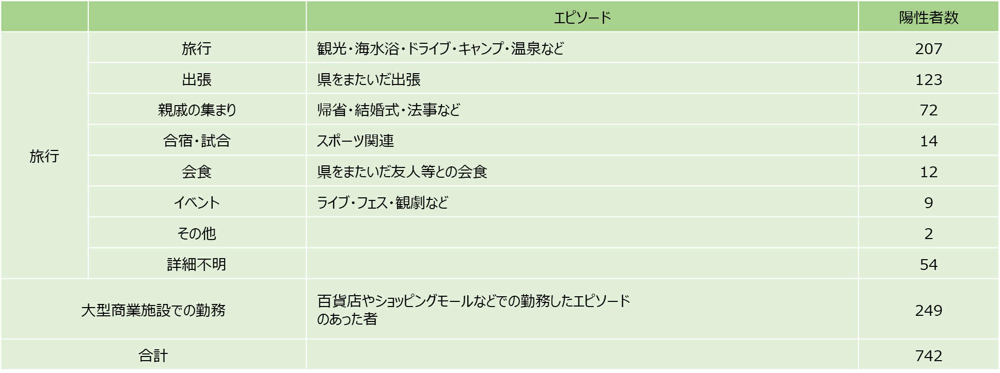 エピソード 陽性者数
旅行
旅行 観光・海水浴・ドライブ・キャンプ・温泉など 207
出張 県をまたいだ出張 123
親戚の集まり 帰省・結婚式・法事など 72
合宿・試合 スポーツ関連 14
会食 県をまたいだ友人等との会食 12
イベント ライブ・フェス・観劇など 9
その他 2
詳細不明 54
大型商業施設での勤務 百貨店やショッピングモールなどでの勤務したエピソード
のあった者 249
合計 742